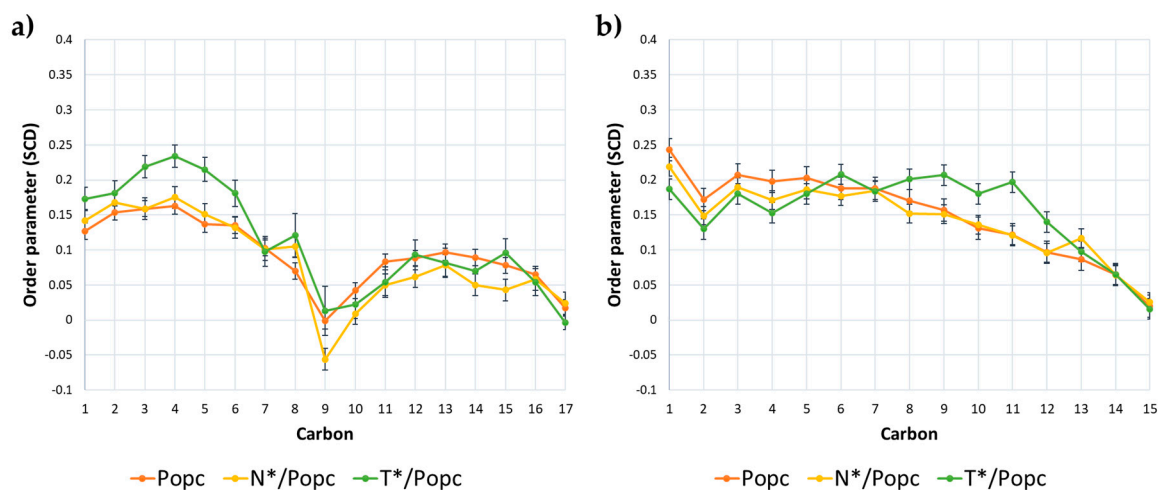 a)
Order parameter (SCD)
0.4
0.35
0.3
0.25
0.2
0.15
0.1
0.05
0
-0.05
-0.1
1 2 3 4 5 6 7 8 9 10 11 12 13 14 15 16 17
Carbon
Popc N*/Popc T*/Popc
b)
Order parameter (SCD)
0.4
0.35
0.3
0.25
0.2
0.15
0.1
0.05
0
-0.05
-0.1
1 2 3 4 5 6 7 8 9 10 11 12 13 14 15
Carbon
Popc N*/Popc T*/Popc